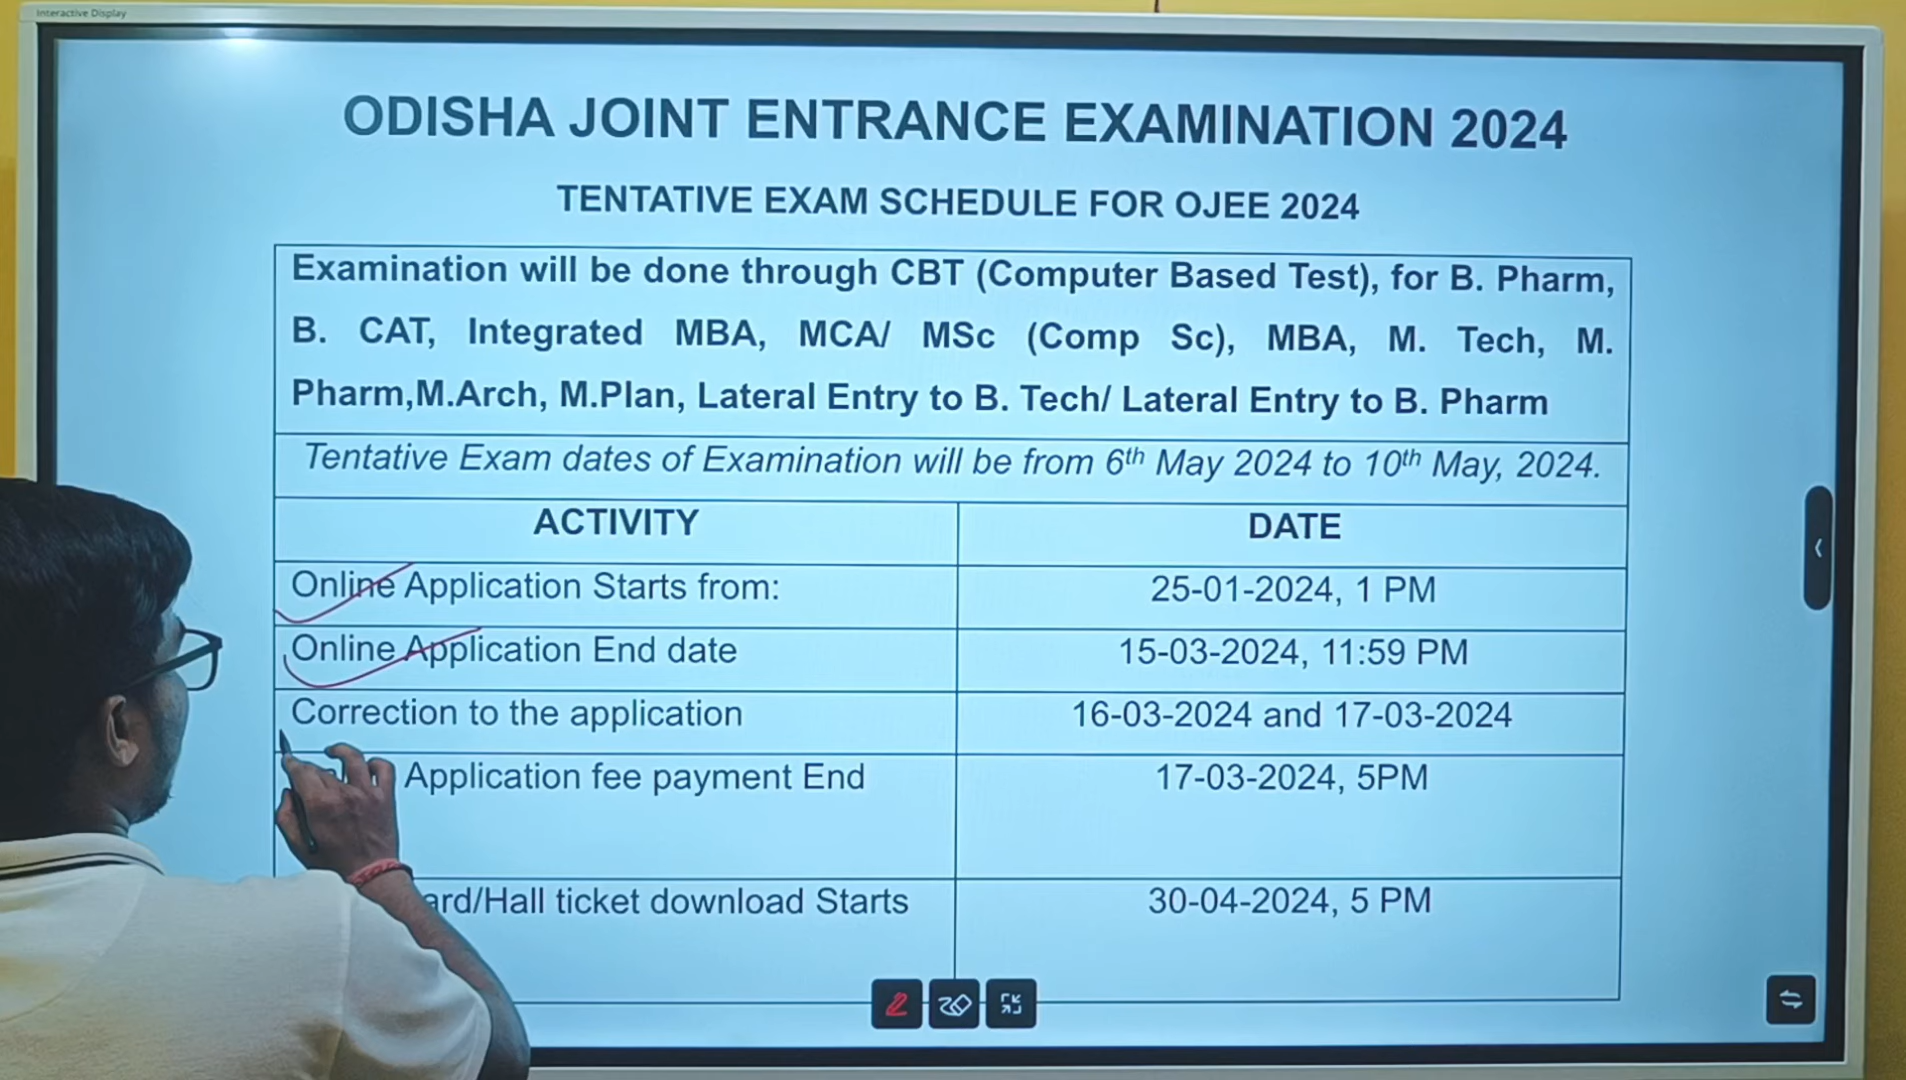 Interactive Display
ODISHA JOINT ENTRANCE EXAMINATION 2024
TENTATIVE EXAM SCHEDULE FOR OJEE 2024
Examination will be done through CBT (Computer Based Test), for B. Pharm,
B. CAT, Integrated MBA, MCA/ MSc (Comp Sc), MBA, M. Tech, M.
Pharm,M.Arch, M.Plan, Lateral Entry to B. Tech/ Lateral Entry to B. Pharm
Tentative Exam dates of Examination will be from 6th May 2024 to 10th May, 2024.
ACTIVITY DATE
Online Application Starts from: 25-01-2024, 1 PM
Online Application End date 15-03-2024, 11:59 PM
Correction to the application 16-03-2024 and 17-03-2024
Application fee payment End 17-03-2024, 5PM
ard/Hall ticket download Starts 30-04-2024, 5 PM